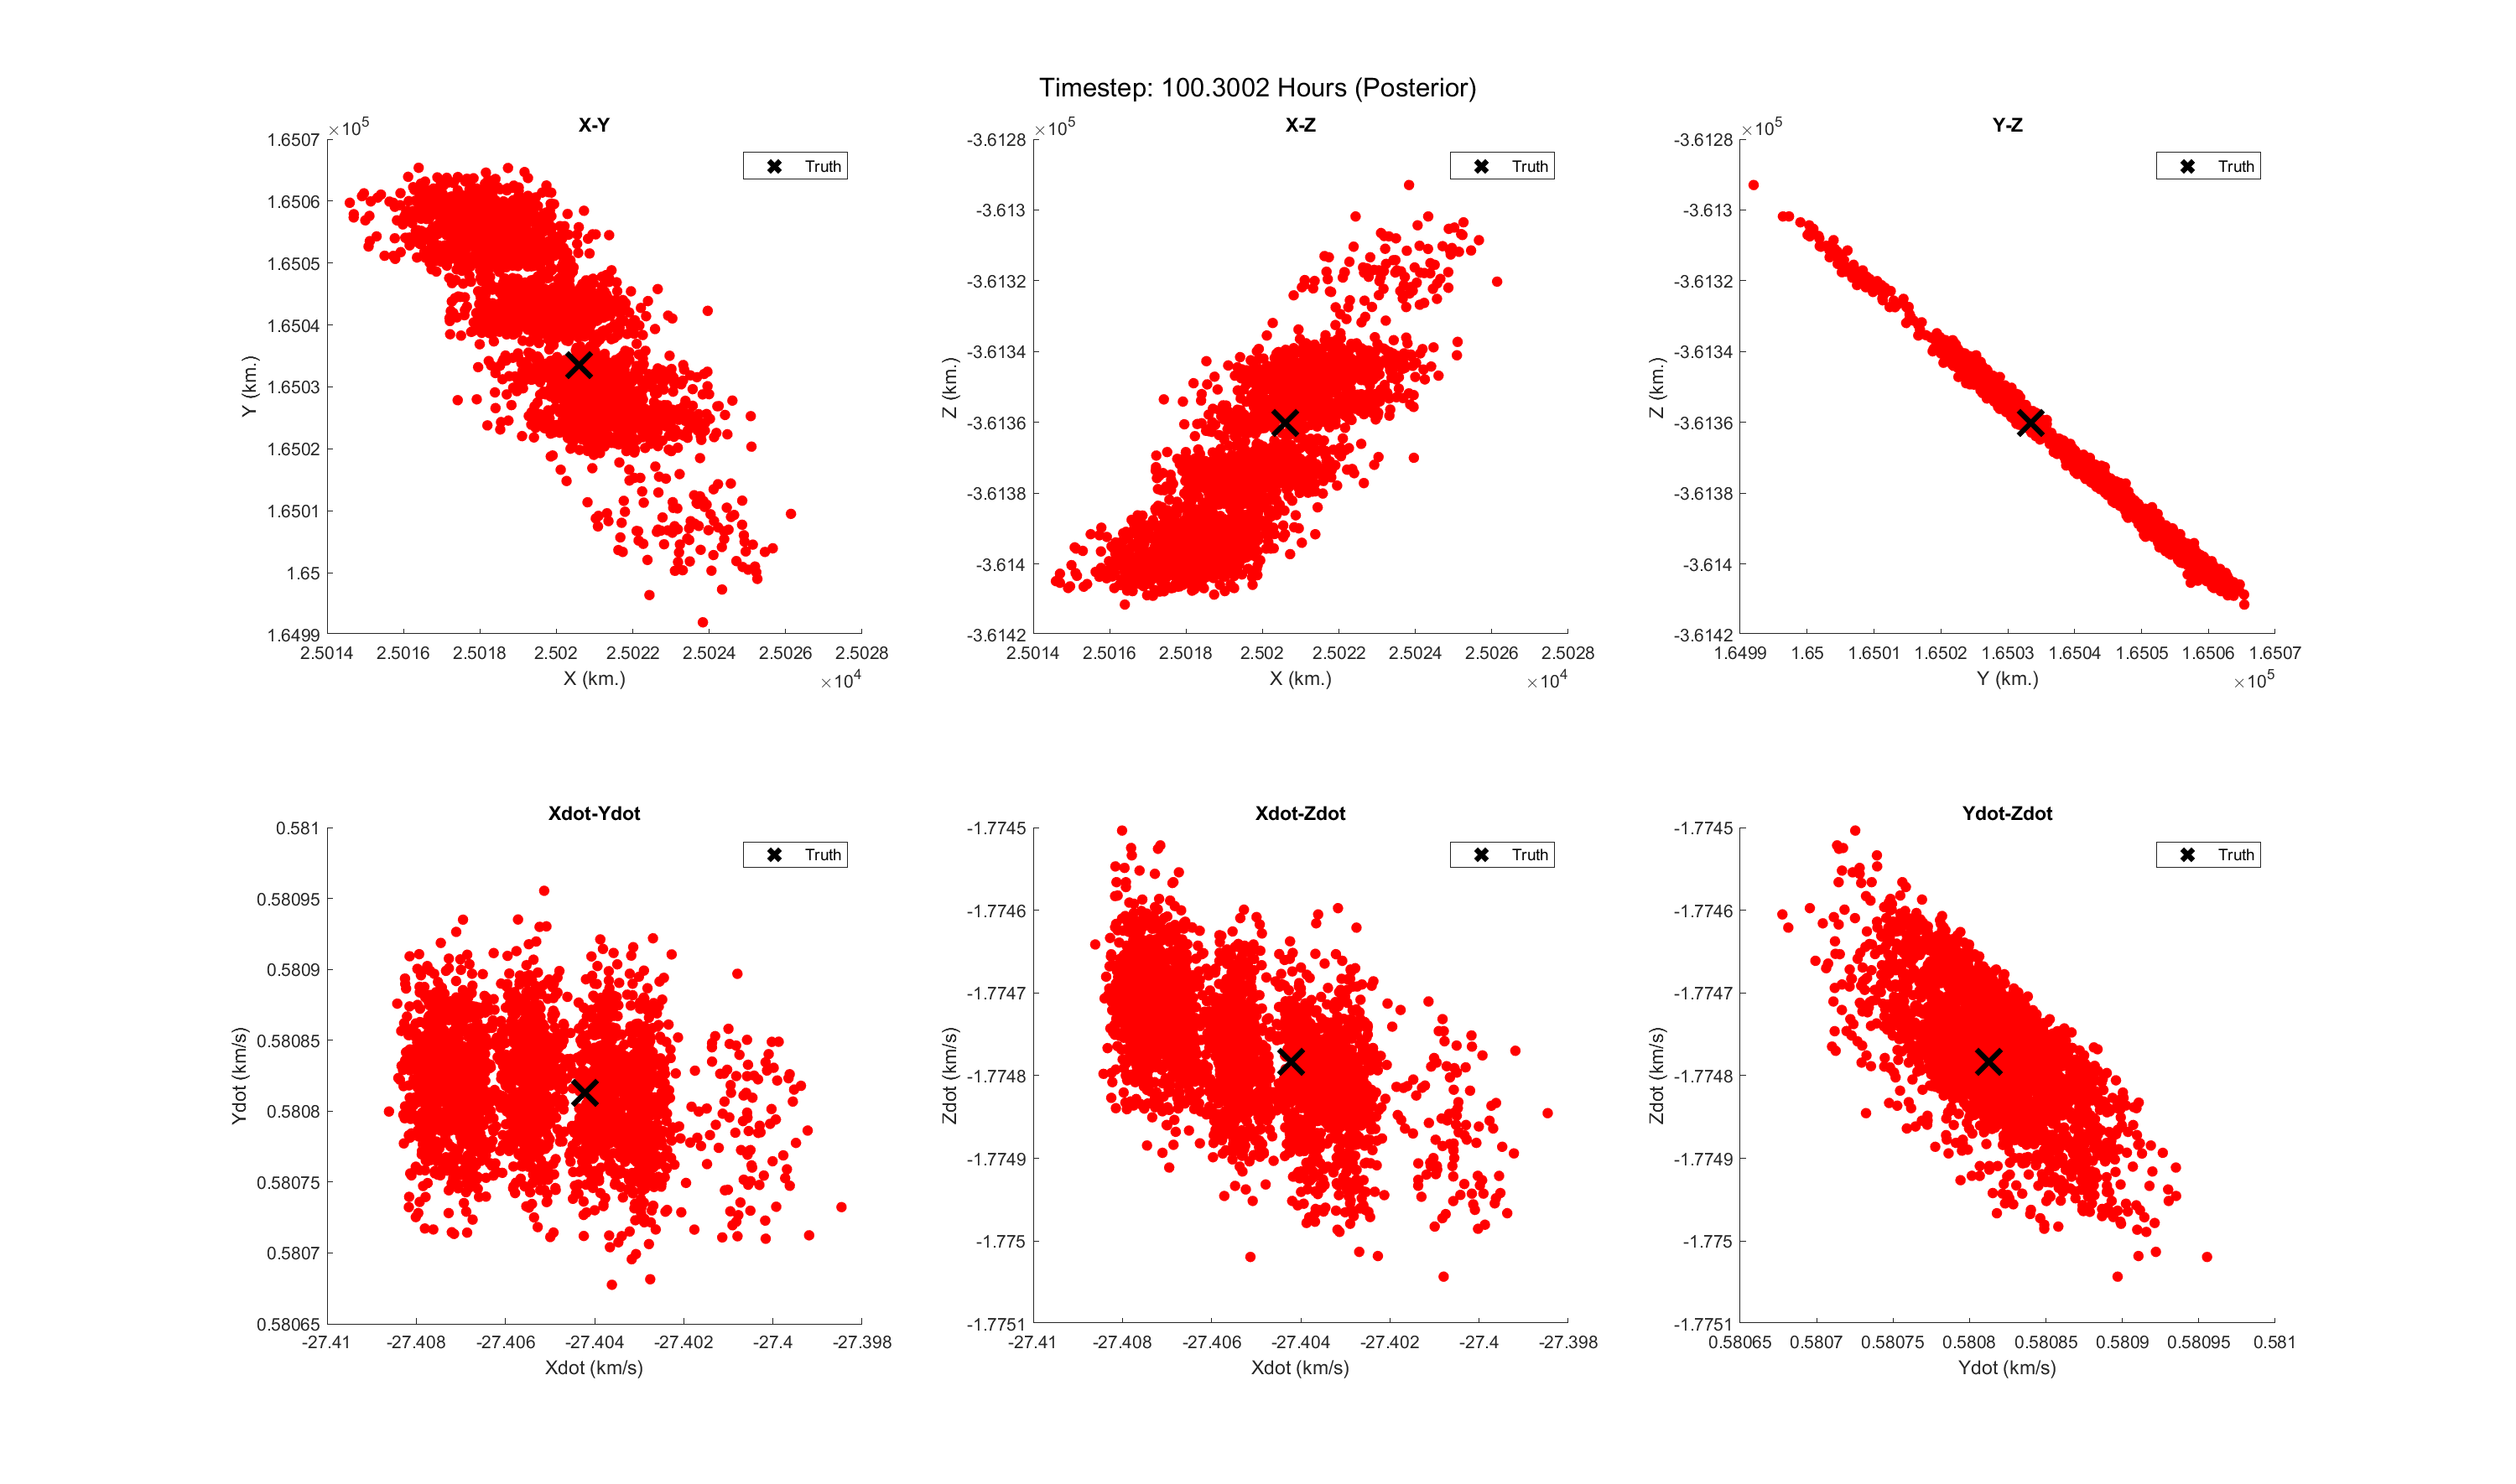 Timestep: 100.3002 Hours (Posterior)
X-Y
×10^5
1.6507
1.6506
1.6505
1.6504
1.6503
1.6502
1.6501
1.65
1.6499
Y (km.)
Truth
2.5014 2.5016 2.5018 2.502 2.5022 2.5024 2.5026 2.5028
X (km.)
×10^4
X-Z
×10^5
-3.6128
-3.613
-3.6132
-3.6134
-3.6136
-3.6138
-3.614
-3.6142
Z (km.)
Truth
2.5014 2.5016 2.5018 2.502 2.5022 2.5024 2.5026 2.5028
X (km.)
×10^4
Y-Z
×10^5
-3.6128
-3.613
-3.6132
-3.6134
-3.6136
-3.6138
-3.614
-3.6142
Z (km.)
Truth
1.6499 1.65 1.6501 1.6502 1.6503 1.6504 1.6505 1.6506 1.6507
Y (km.)
×10^5
Xdot-Ydot
0.581
0.58095
0.5809
0.58085
0.5808
0.58075
0.5807
0.58065
Ydot (km/s)
Truth
-27.41 -27.408 -27.406 -27.404 -27.402 -27.4 -27.398
Xdot (km/s)
Xdot-Zdot
-1.7745
-1.7746
-1.7747
-1.7748
-1.7749
-1.775
-1.7751
Zdot (km/s)
Truth
-27.41 -27.408 -27.406 -27.404 -27.402 -27.4 -27.398
Xdot (km/s)
Ydot-Zdot
-1.7745
-1.7746
-1.7747
-1.7748
-1.7749
-1.775
-1.7751
Zdot (km/s)
Truth
0.58065 0.5807 0.58075 0.5808 0.58085 0.5809 0.58095 0.581
Ydot (km/s)